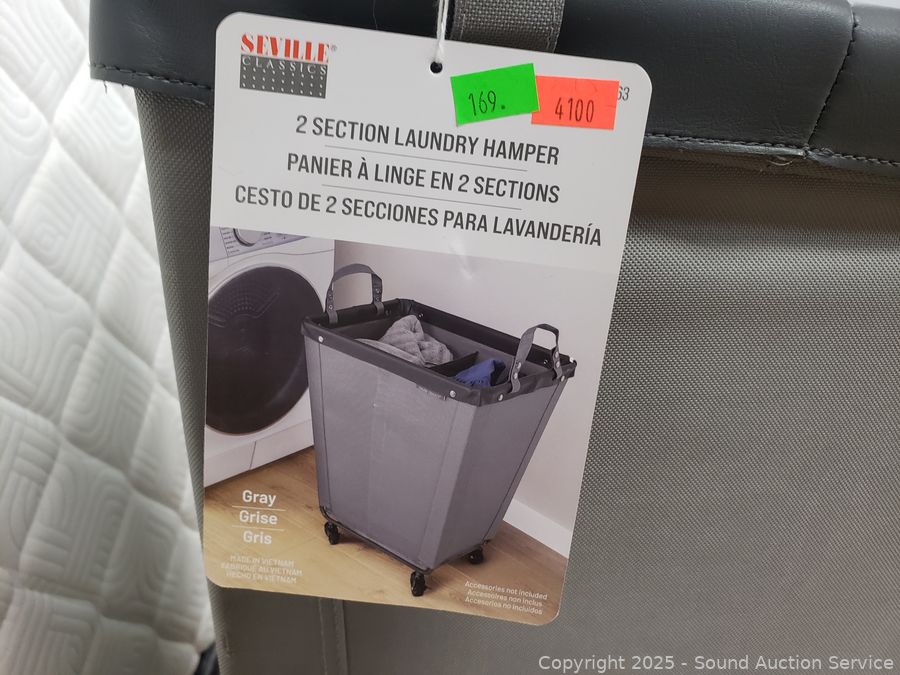 SEVILLE®
CLASSICS
169.
4100
63
2 SECTION LAUNDRY HAMPER
PANIER À LINGE EN 2 SECTIONS
CESTO DE 2 SECCIONES PARA LAVANDERÍA
Gray
Grise
Gris
MADE IN VIETNAM
FABRIQUÉ AU VIETNAM
HECHO EN VIETNAM
Accessories not included
Accessoires non inclus
Accesorios no incluidos
Copyright © 2025 - Sound Auction Service